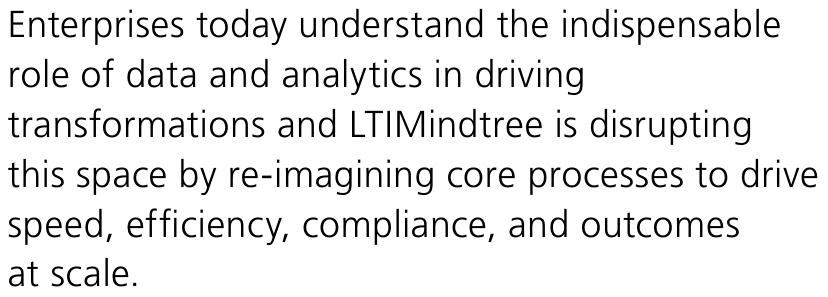 Enterprises today understand the indispensable
role of data and analytics in driving
transformations and LTIMindtree is disrupting
this space by re-imagining core processes to drive
speed, efficiency, compliance, and outcomes
at scale.